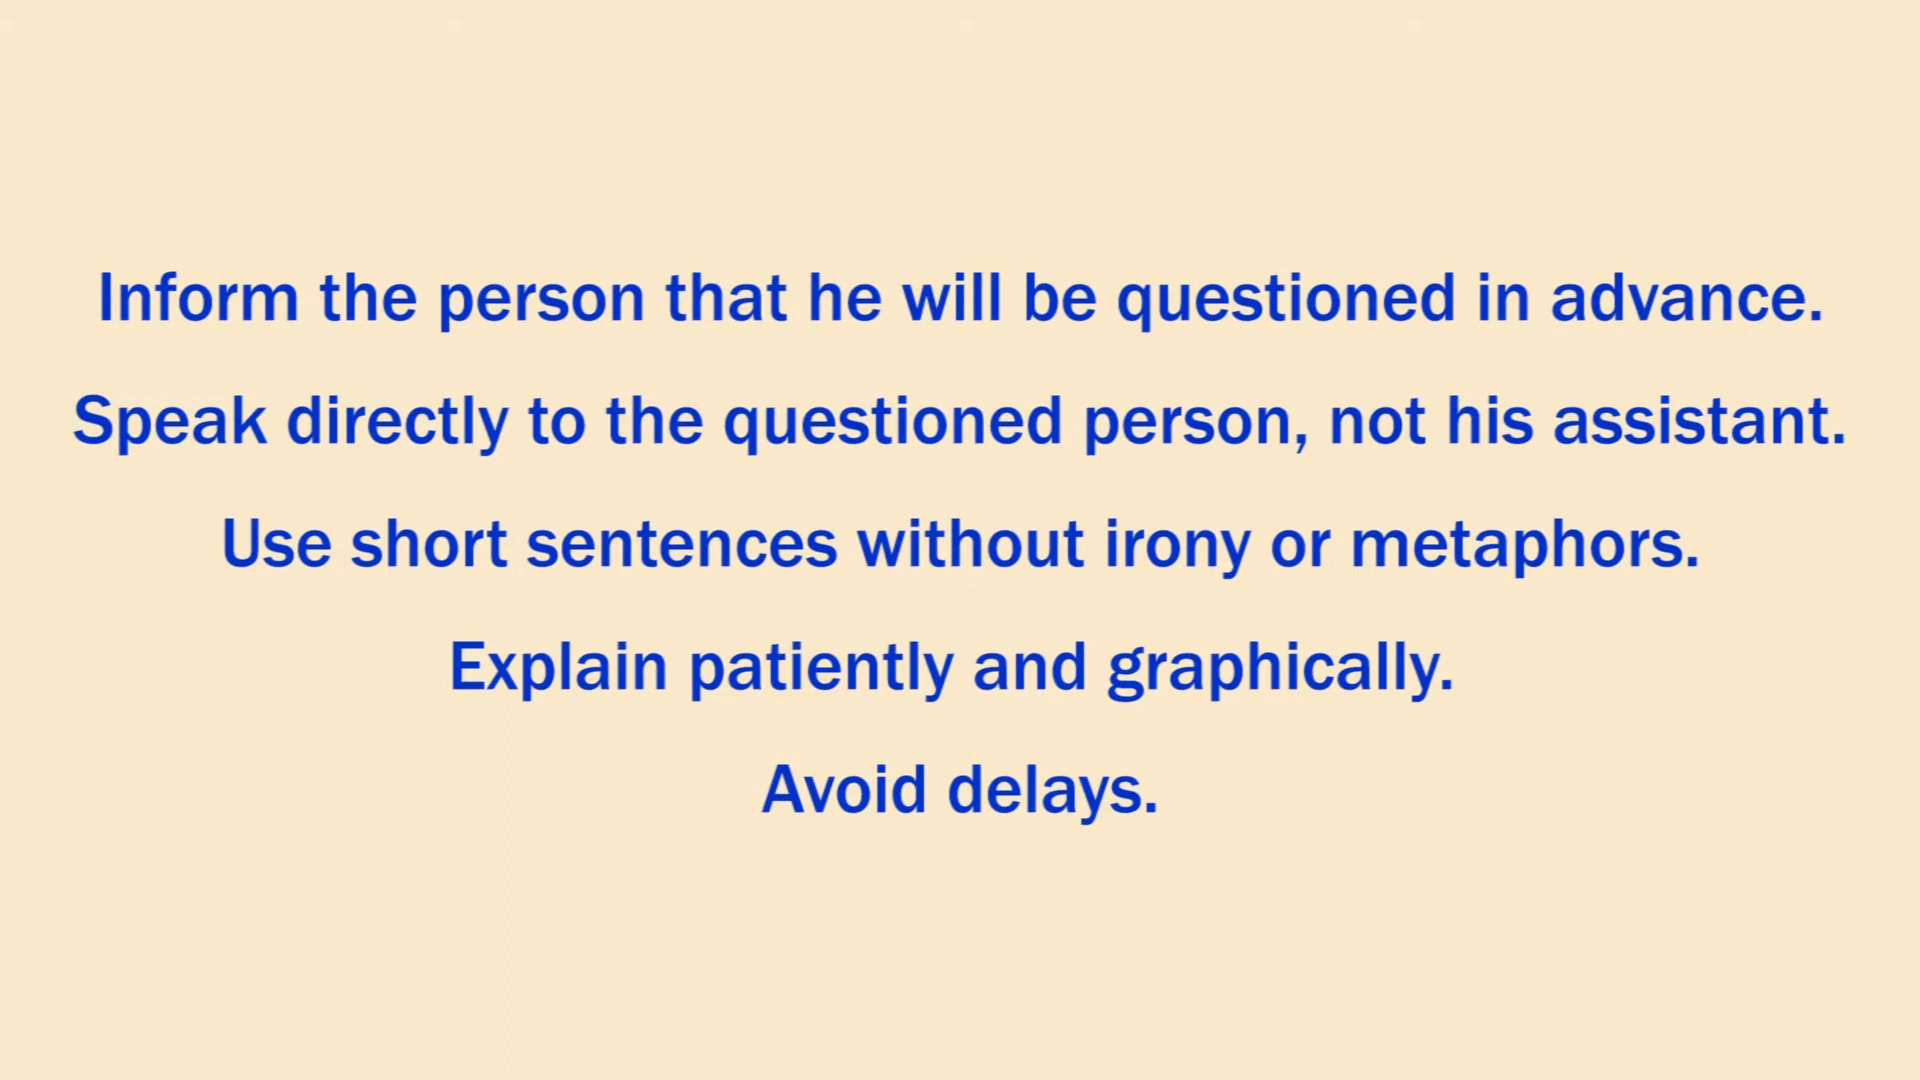 Inform the person that he will be questioned in advance.
Speak directly to the questioned person, not his assistant.
Use short sentences without irony or metaphors.
Explain patiently and graphically.
Avoid delays.